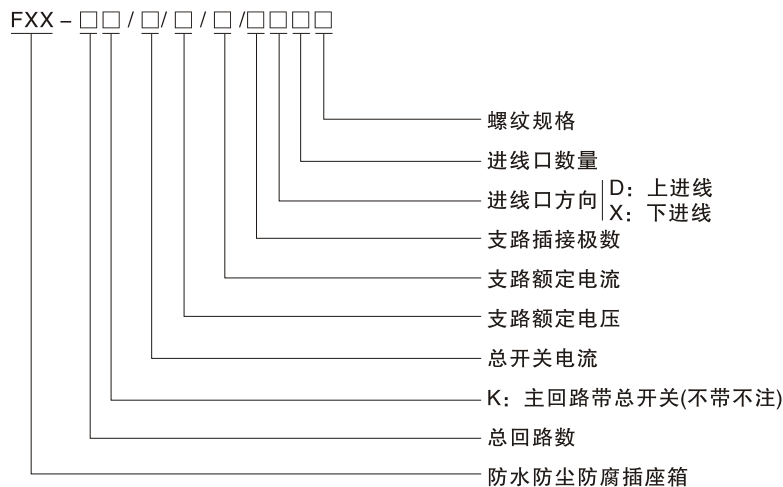 FXX-□□/□/□/□/□□□□
螺纹规格
进线口数量
进线口方向 D：上进线
X：下进线
支路插接极数
支路额定电流
支路额定电压
总开关电流
K：主回路带总开关(不带不注)
总回路数
防水防尘防腐插座箱